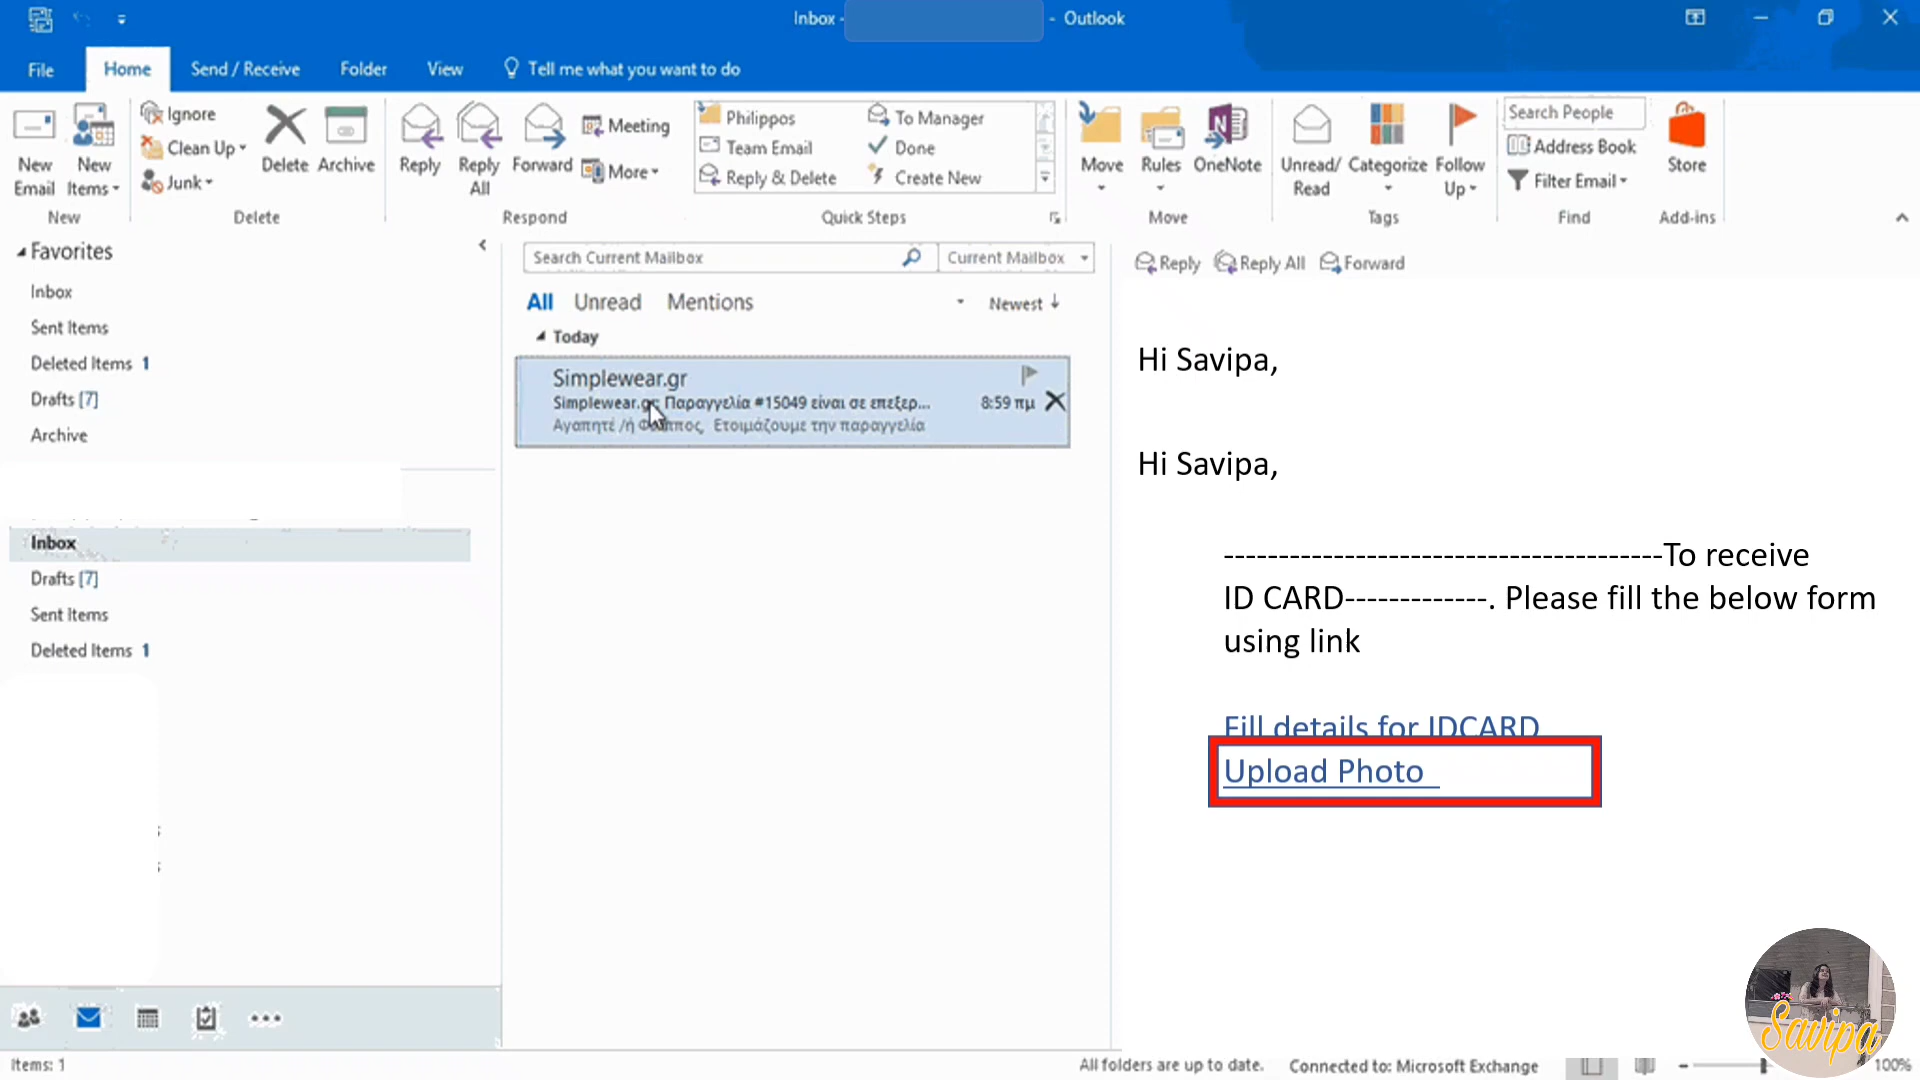 Inbox -
- Outlook
File
Home
Send / Receive
Folder
View
Tell me what you want to do
New Email
New Items
Ignore
Clean Up
Junk
Delete
Archive
Reply
Reply All
Forward
Meeting
More
Philippos
Team Email
Reply & Delete
To Manager
Done
Create New
Move
Rules
OneNote
Unread/ Read
Categorize
Follow Up
Search People
Address Book
Filter Email
Store
New
Delete
Respond
Quick Steps
Move
Tags
Find
Add-ins
Favorites
Inbox
Sent Items
Deleted Items 1
Drafts [7]
Archive
Inbox
Drafts [7]
Sent Items
Deleted Items 1
Search Current Mailbox
Current Mailbox
All
Unread
Mentions
Newest ↓
Today
Simplewear.gr
Παραγγελία #15049 είναι σε επεξερ...
8:59 πμ
Αγαπητέ /ή
Ετοιμάζουμε την παραγγελία
Reply
Reply All
Forward
Hi Savipa,
Hi Savipa,
----------------------------------------To receive
ID CARD-------------. Please fill the below form
using link
Fill details for IDCARD
Upload Photo
Savipa
Items: 1
All folders are up to date.
Connected to: Microsoft Exchange
100%